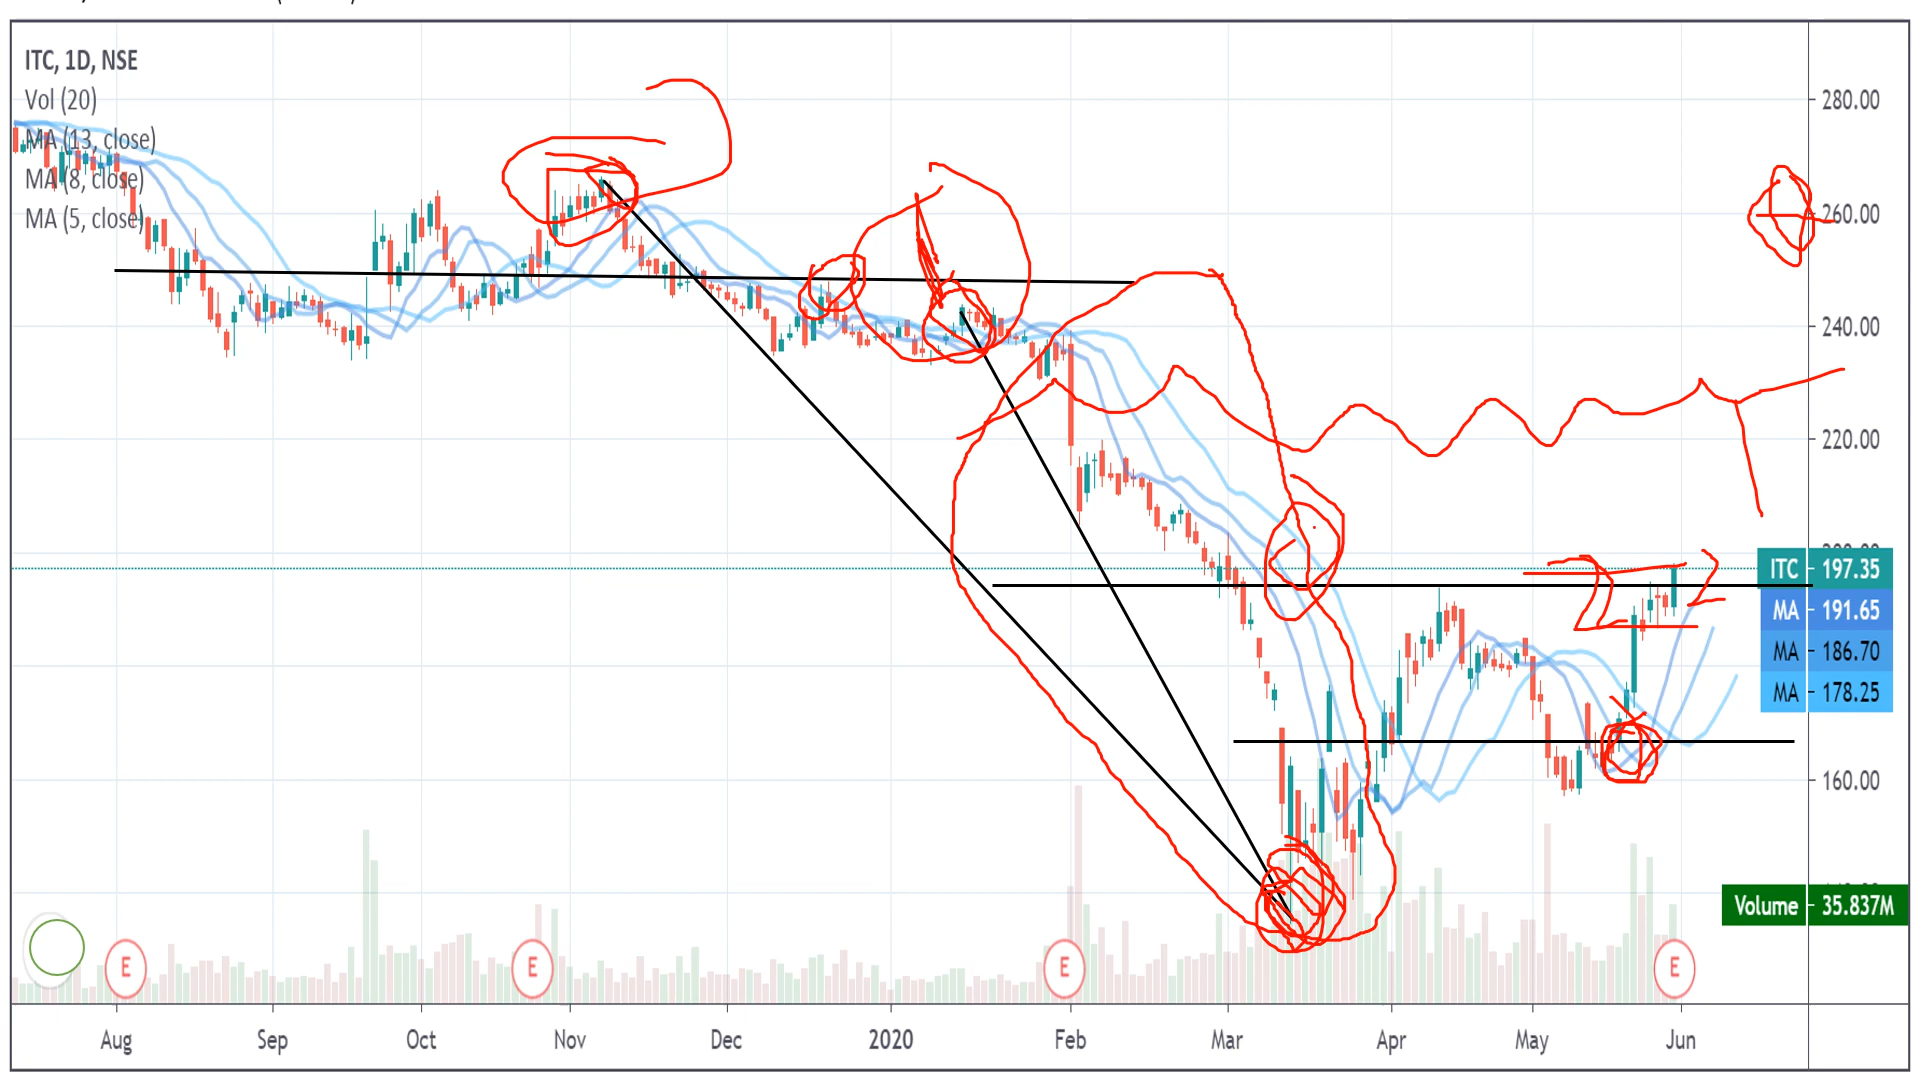 ITC, 1D, NSE
Vol (20)
MA (13, close)
MA (8, close)
MA (5, close)
280.00
260.00
240.00
220.00
ITC 197.35
MA 191.65
MA 186.70
MA 178.25
160.00
Volume 35.837M
E E E E
Aug Sep Oct Nov Dec 2020 Feb Mar Apr May Jun